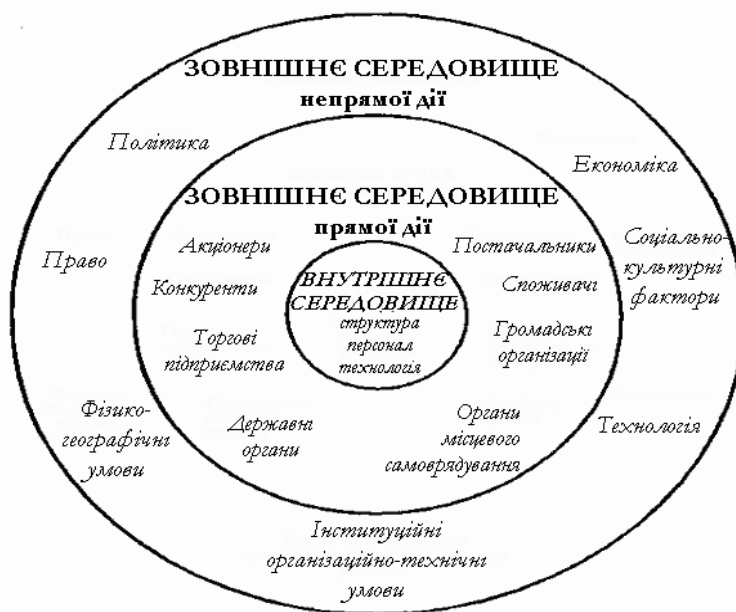 ЗОВНІШНЄ СЕРЕДОВИЩЕ
непрямої дії
Політика
Економіка
ЗОВНІШНЄ СЕРЕДОВИЩЕ
прямої дії
Право
Соціально-
культурні
фактори
Акціонери
Постачальники
Конкуренти
Споживачі
ВНУТРІШНЄ
СЕРЕДОВИЩЕ
структура
персонал
технологія
Торгові
підприємства
Громадські
організації
Державні
органи
Органи
місцевого
самоврядування
Фізико-
географічні
умови
Технологія
Інституційні
організаційно-технічні
умови